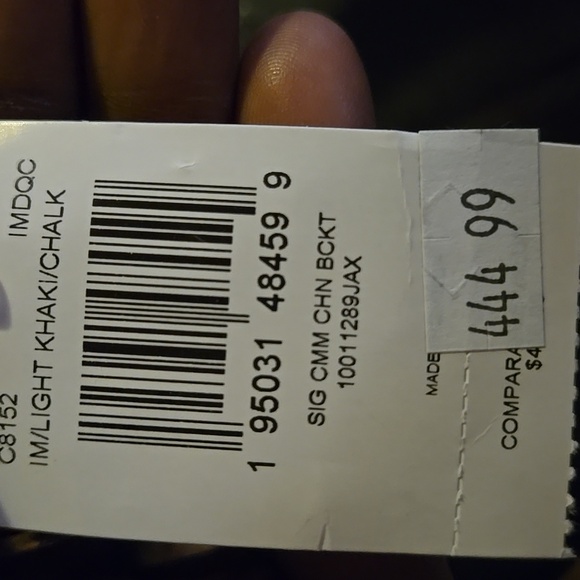 C8152 IMDQC
IM/LIGHT KHAKI/CHALK
1 95031 48459 9
SIG CMM CHN BCKT
10011289JAX
MADE
444 99
COMPARA
$4